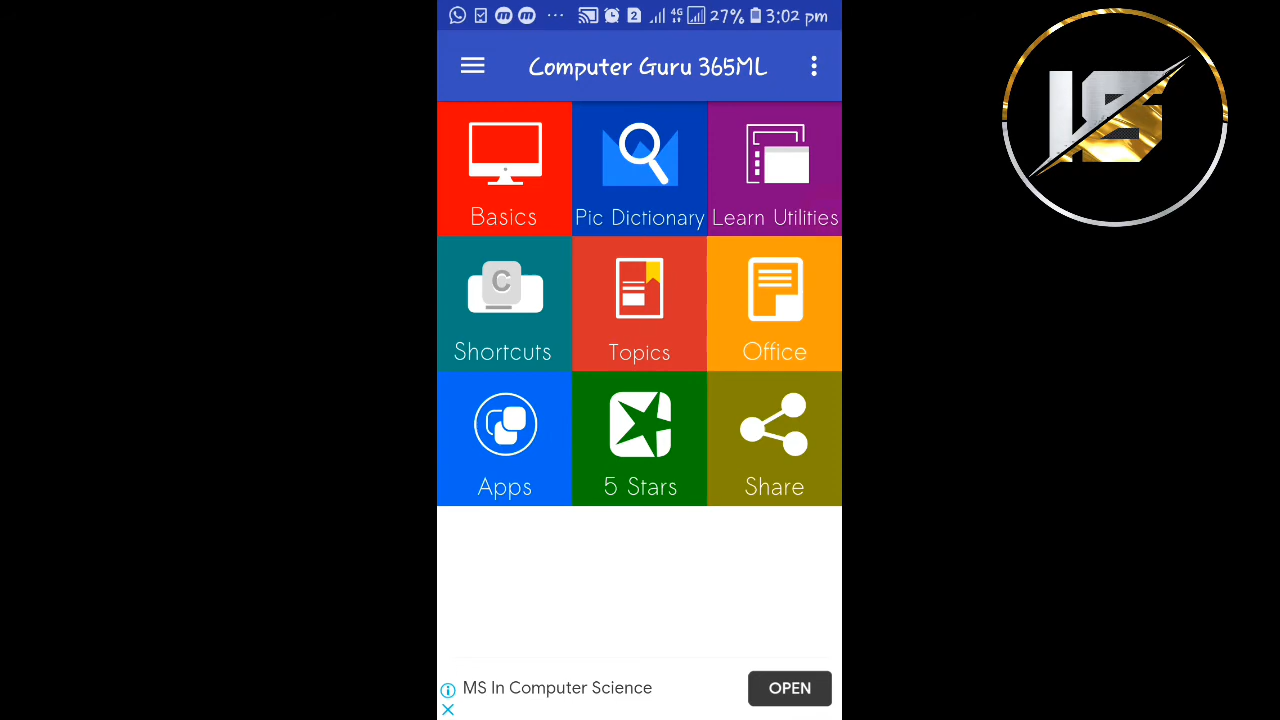 27% 3:02 pm
Computer Guru 365ML
Basics
Pic Dictionary
Learn Utilities
C
Shortcuts
Topics
Office
Apps
5 Stars
Share
MS In Computer Science
OPEN